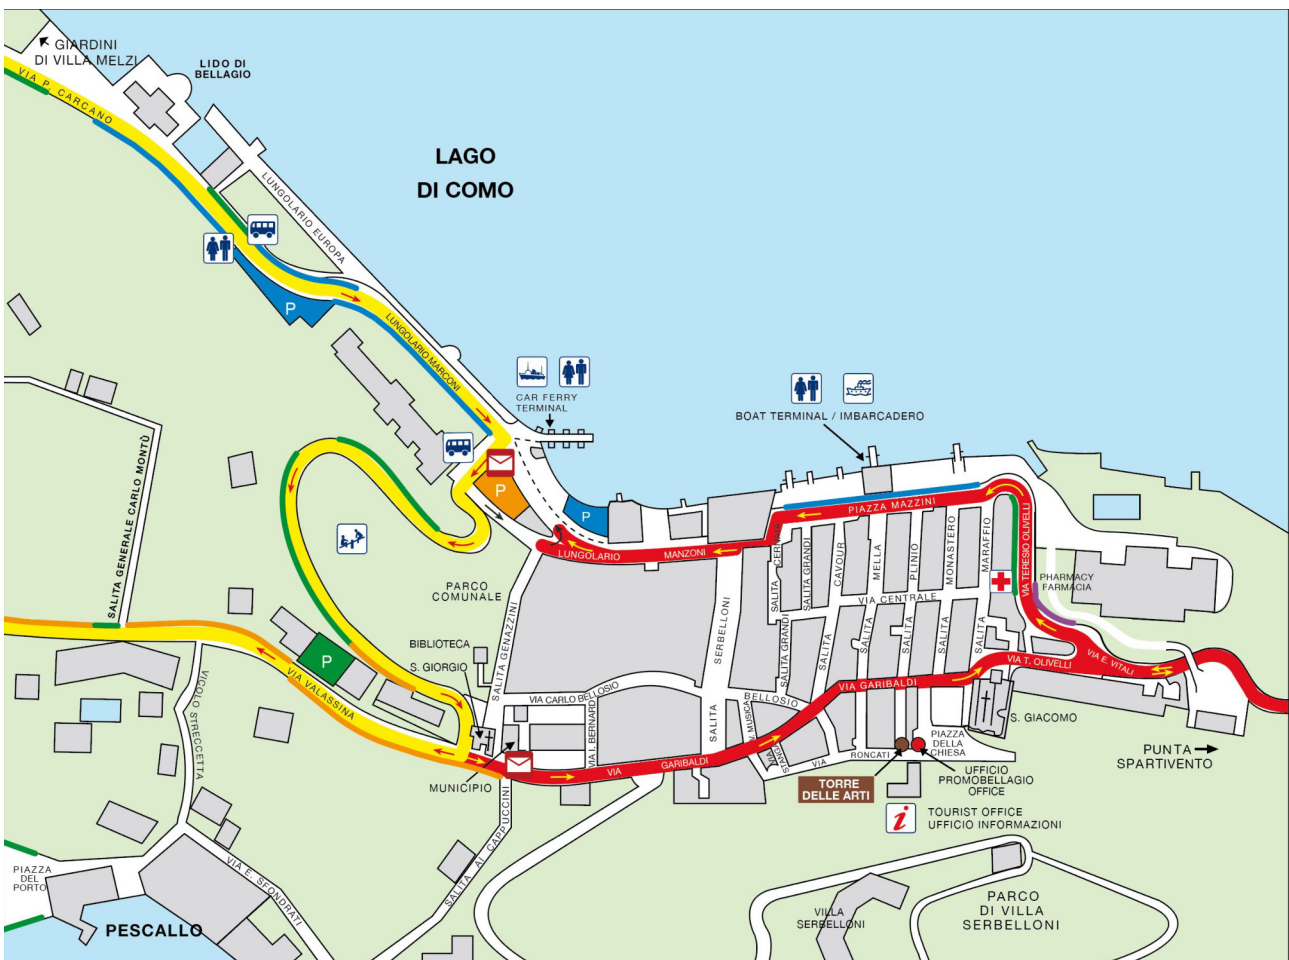 GIARDINI
DI VILLA MELZI
LIDO DI
BELLAGIO
VIA P. CARCANO
LUNGOLARIO EUROPA
LAGO
DI COMO
P
LUNGOLARIO MARCONI
CAR FERRY
TERMINAL
BOAT TERMINAL / IMBARCADERO
SALITA GENERALE CARLO MONTÙ
P
P
PIAZZA MAZZINI
LUNGOLARIO MANZONI
VIA TERESIO OLIVELLI
PHARMACY
FARMACIA
PARCO
COMUNALE
SALITA CERNAIA
SALITA GRANDI
SALITA GRANDI
SALITA CAVOUR
SALITA MELLA
SALITA PLINIO
SALITA MONASTERO
SALITA MARAFFIO
VIA CENTRALE
SALITA SERBELLONI
SALITA GENAZZINI
BIBLIOTECA
S. GIORGIO
P
VIA VALASSINA
VICOLO STRECCETTA
VIA CARLO BELLOSIO
BELLOSIO
VIA I. BERNARDI
V. MUSICA
VIA STANGA
VIA RONCATI
VIA GARIBALDI
VIA GARIBALDI
VIA T. OLIVELLI
VIA E. VITALI
S. GIACOMO
PIAZZA
DELLA
CHIESA
PUNTA
SPARTIVENTO
MUNICIPIO
TORRE
DELLE ARTI
UFFICIO
PROMOBELLAGIO
OFFICE
i
TOURIST OFFICE
UFFICIO INFORMAZIONI
SALITA AI CAPPUCCINI
VIA E. SFONDRATI
PIAZZA
DEL
PORTO
PESCALLO
VILLA
SERBELLONI
PARCO
DI VILLA
SERBELLONI